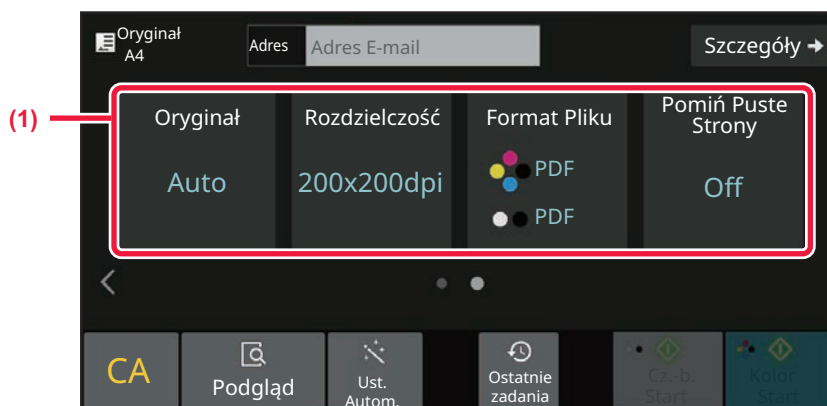 Oryginał
A4
Adres
Adres E-mail
Szczegóły
(1)
Oryginał
Auto
Rozdzielczość
200x200dpi
Format Pliku
PDF
PDF
Pomiń Puste
Strony
Off
CA
Podgląd
Ust.
Autom.
Ostatnie
zadania
Cz.-b.
Start
Kolor
Start